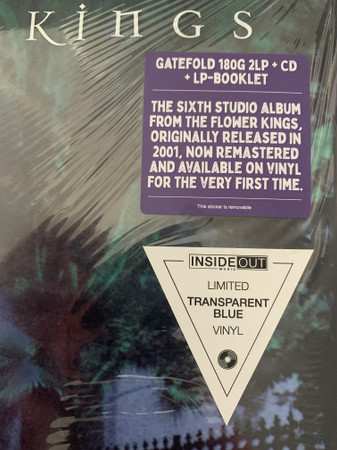 KINGS
GATEFOLD 180G 2LP + CD
+ LP-BOOKLET
THE SIXTH STUDIO ALBUM
FROM THE FLOWER KINGS,
ORIGINALLY RELEASED IN
2001, NOW REMASTERED
AND AVAILABLE ON VINYL
FOR THE VERY FIRST TIME.
This sticker is removable
INSIDEOUT
MUSIC
LIMITED
TRANSPARENT
BLUE
VINYL